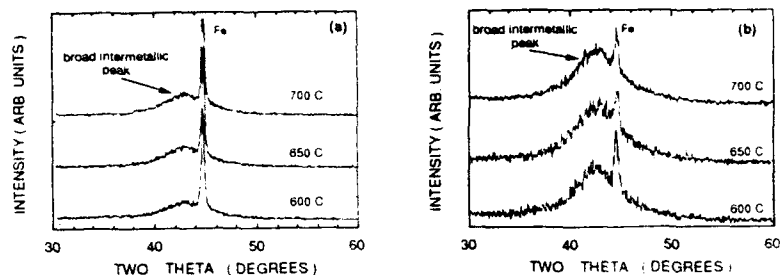 INTENSITY ( ARB UNITS )
Fe
(a)
broad intermetallic
peak
700 C
650 C
600 C
30
40
50
60
TWO THETA ( DEGREES )
INTENSITY ( ARB UNITS )
Fe
(b)
broad intermetallic
peak
700 C
650 C
600 C
30
40
50
60
TWO THETA ( DEGREES )